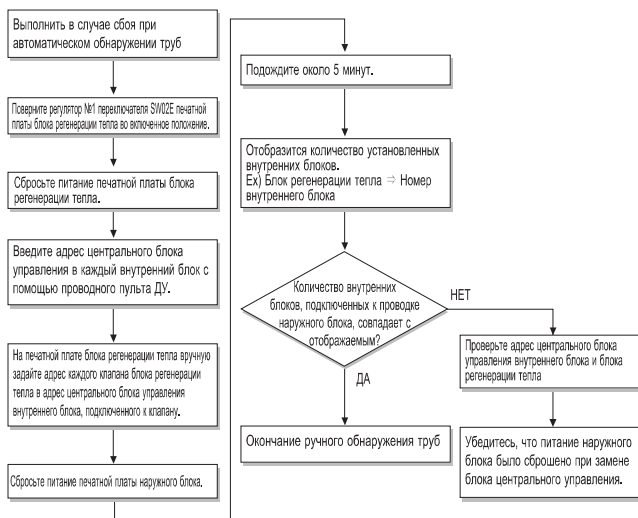 Выполнить в случае сбоя при
автоматическом обнаружении труб
Поверните регулятор №1 переключателя SW02E печатной
платы блока регенерации тепла во включенное положение.
Сбросьте питание печатной платы блока
регенерации тепла.
Введите адрес центрального блока
управления в каждый внутренний блок с
помощью проводного пульта ДУ.
На печатной плате блока регенерации тепла вручную
задайте адрес каждого клапана блока регенерации
тепла в адрес центрального блока управления
внутреннего блока, подключенного к клапану.
Сбросьте питание печатной платы наружного блока.
Подождите около 5 минут.
Отобразится количество установленных
внутренних блоков.
Ex) Блок регенерации тепла ⇒ Номер
внутреннего блока
Количество внутренних
блоков, подключенных к проводке
наружного блока, совпадает с
отображаемым?
НЕТ
ДА
Окончание ручного обнаружения труб
Проверьте адрес центрального блока
управления внутреннего блока и блока
регенерации тепла
Убедитесь, что питание наружного
блока было сброшено при замене
блока центрального управления.